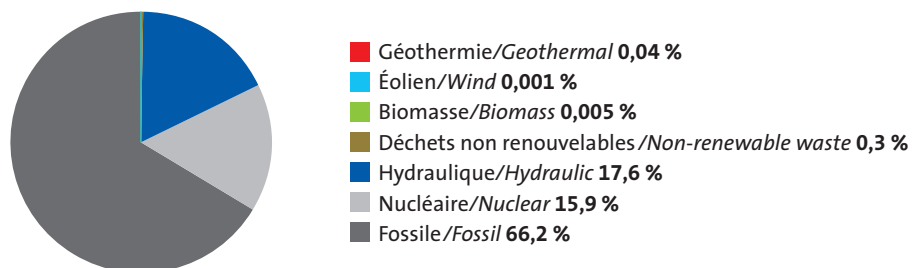 Géothermie/Geothermal 0,04 %
Éolien/Wind 0,001 %
Biomasse/Biomass 0,005 %
Déchets non renouvelables/Non-renewable waste 0,3 %
Hydraulique/Hydraulic 17,6 %
Nucléaire/Nuclear 15,9 %
Fossile/Fossil 66,2 %